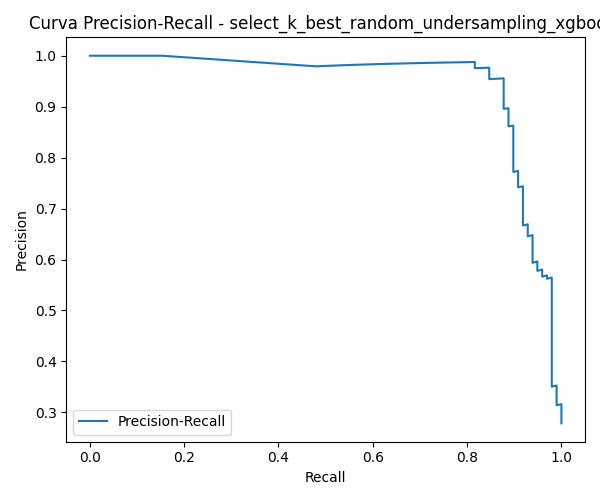 Curva Precision-Recall - select_k_best_random_undersampling_xgboo
1.0
0.9
0.8
0.7
0.6
0.5
0.4
0.3
Precision
Precision-Recall
0.0 0.2 0.4 0.6 0.8 1.0
Recall